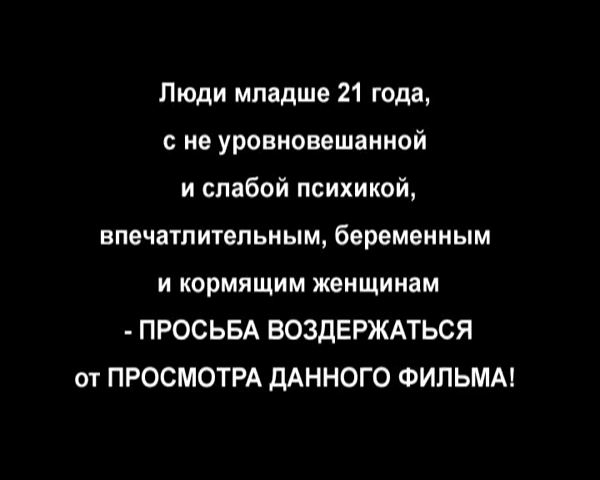 Люди младше 21 года,
с не уровновешанной
и слабой психикой,
впечатлительным, беременным
и кормящим женщинам
- ПРОСЬБА ВОЗДЕРЖАТЬСЯ
от ПРОСМОТРА ДАННОГО ФИЛЬМА!